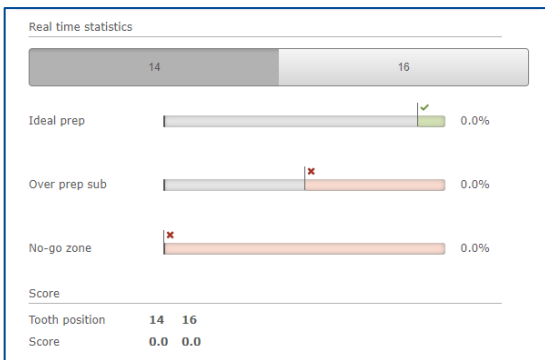 Real time statistics
14 16
Ideal prep 0.0%
Over prep sub 0.0%
No-go zone 0.0%
Score
Tooth position 14 16
Score 0.0 0.0